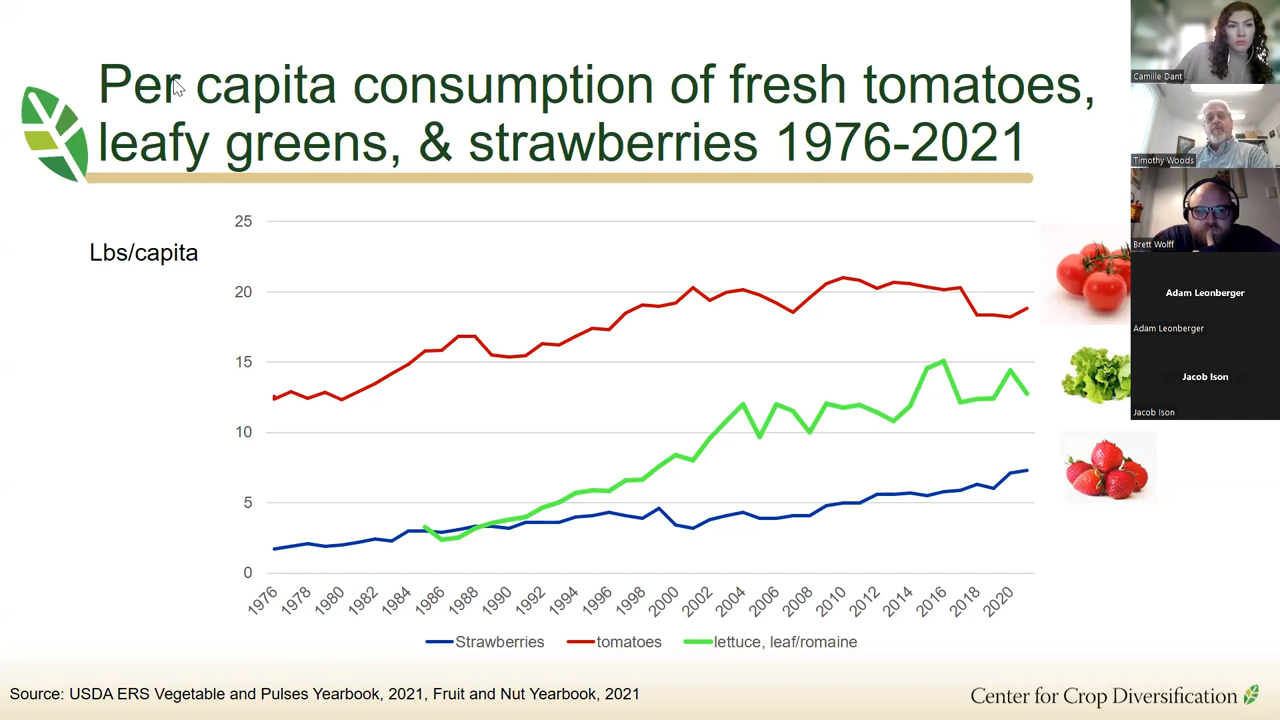 Per capita consumption of fresh tomatoes,
leafy greens, & strawberries 1976-2021
Lbs/capita
25
20
15
10
5
0
1976
1978
1980
1982
1984
1986
1988
1990
1992
1994
1996
1998
2000
2002
2004
2006
2008
2010
2012
2014
2016
2018
2020
Strawberries
tomatoes
lettuce, leaf/romaine
Source: USDA ERS Vegetable and Pulses Yearbook, 2021, Fruit and Nut Yearbook, 2021
Center for Crop Diversification
Camille Dant
Timothy Woods
Brett Wolff
Adam Leonberger
Adam Leonberger
Jacob Ison
Jacob Ison